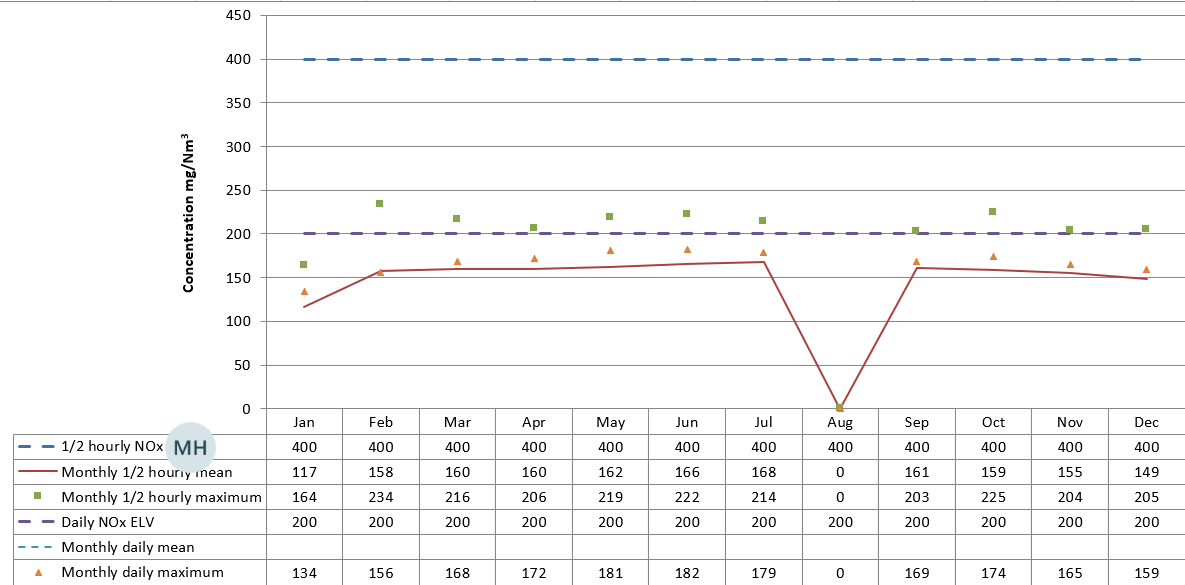 450
400
350
300
250
200
150
100
50
0
Concentration mg/Nm³
Jan Feb Mar Apr May Jun Jul Aug Sep Oct Nov Dec
1/2 hourly NOx 400 400 400 400 400 400 400 400 400 400 400 400
MH
Monthly 1/2 hourly mean 117 158 160 160 162 166 168 0 161 159 155 149
Monthly 1/2 hourly maximum 164 234 216 206 219 222 214 0 203 225 204 205
Daily NOx ELV 200 200 200 200 200 200 200 200 200 200 200 200
Monthly daily mean
Monthly daily maximum 134 156 168 172 181 182 179 0 169 174 165 159